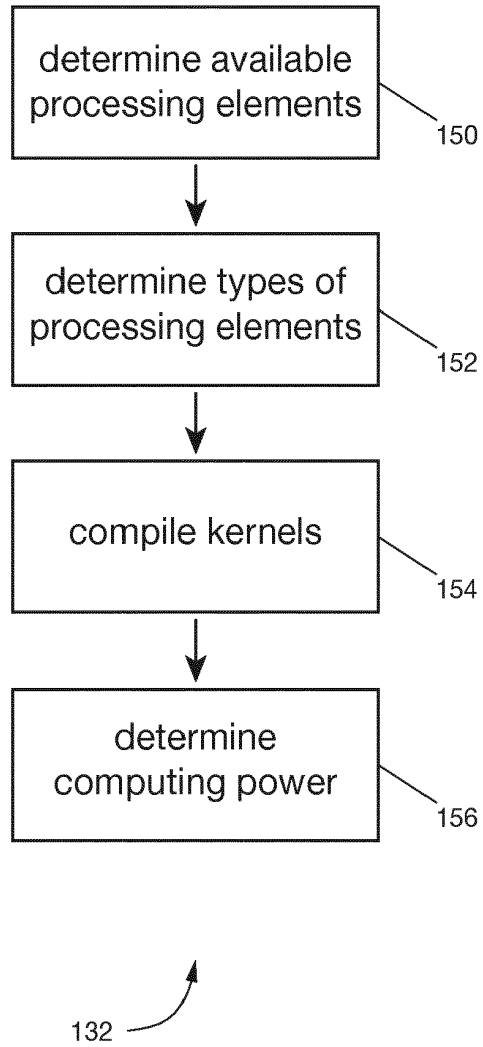 determine available
processing elements
150
determine types of
processing elements
152
compile kernels
154
determine
computing power
156
132